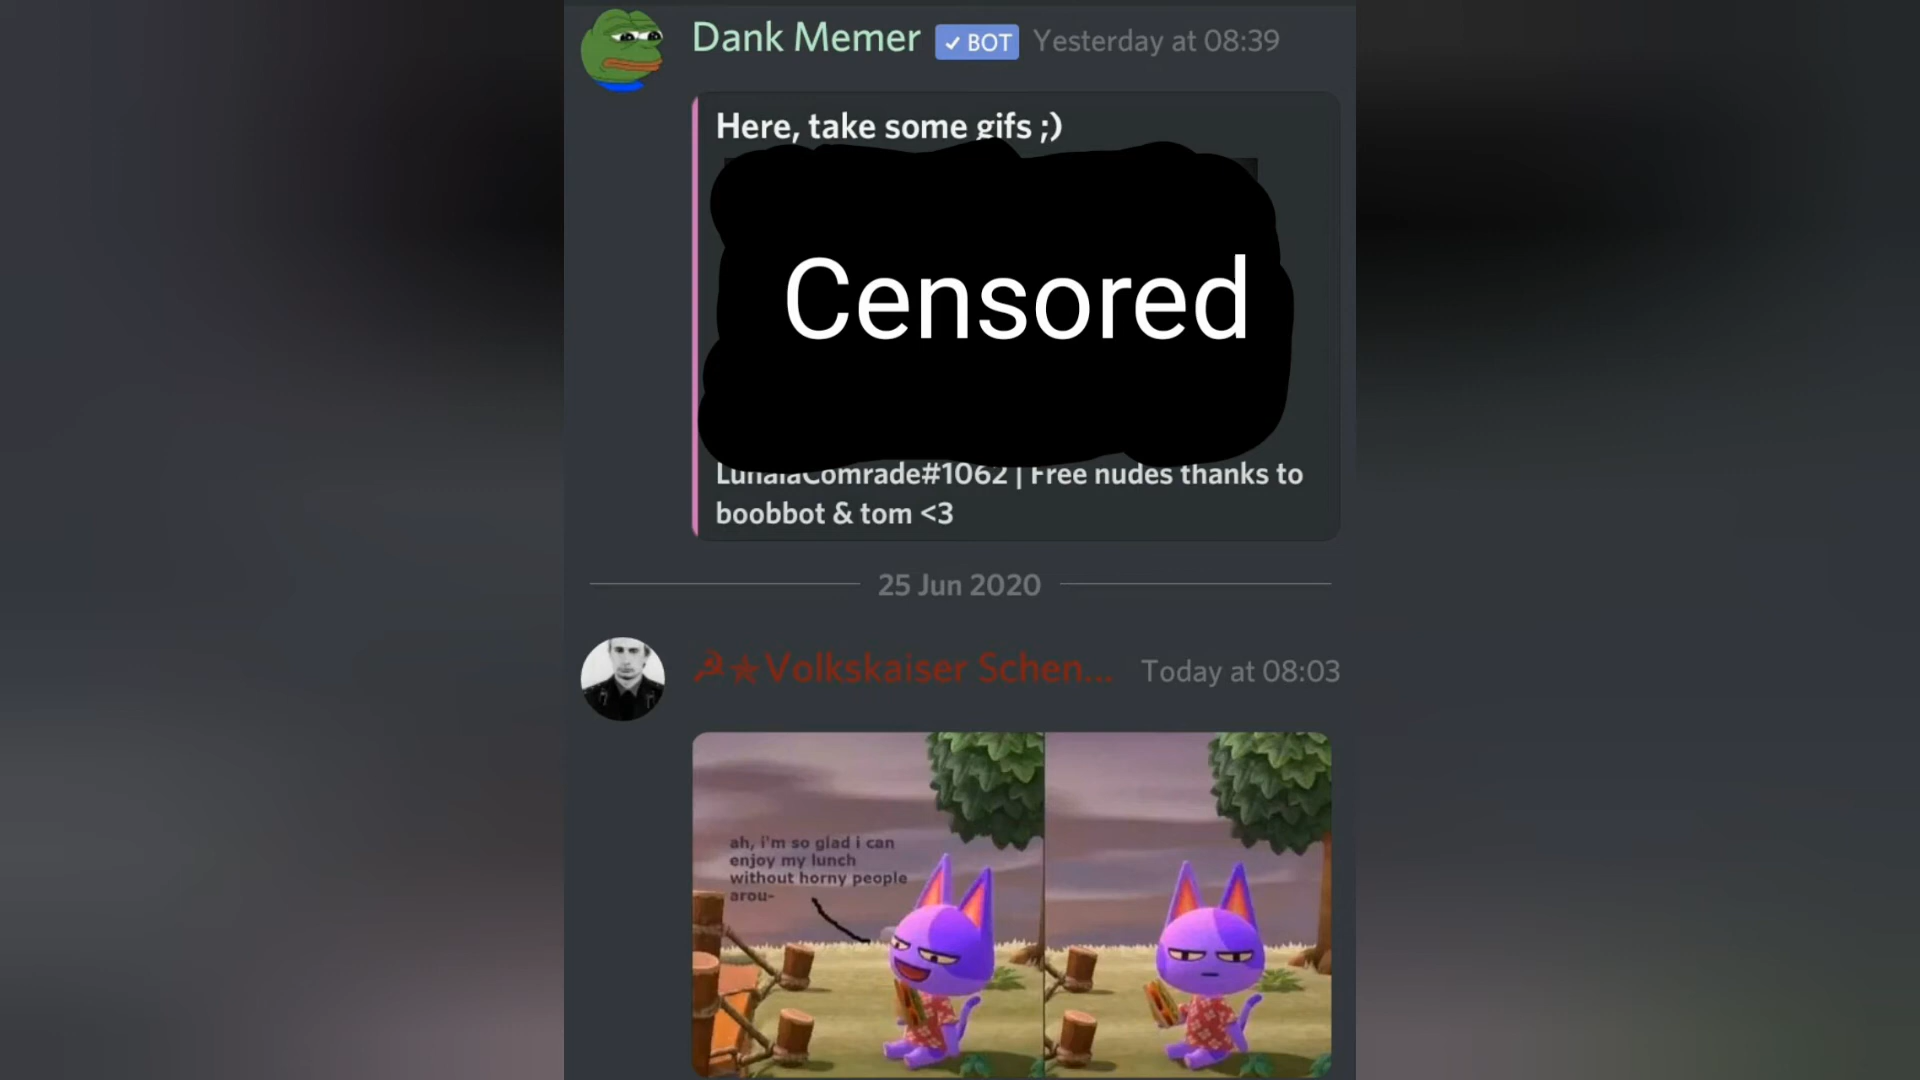 Dank Memer ✓ BOT Yesterday at 08:39
Here, take some gifs ;)
Censored
LunalaComrade#1062 | Free nudes thanks to
boobbot & tom <3
25 Jun 2020
☭★Volkskaiser Schen... Today at 08:03
ah, i'm so glad i can
enjoy my lunch
without horny people
arou-